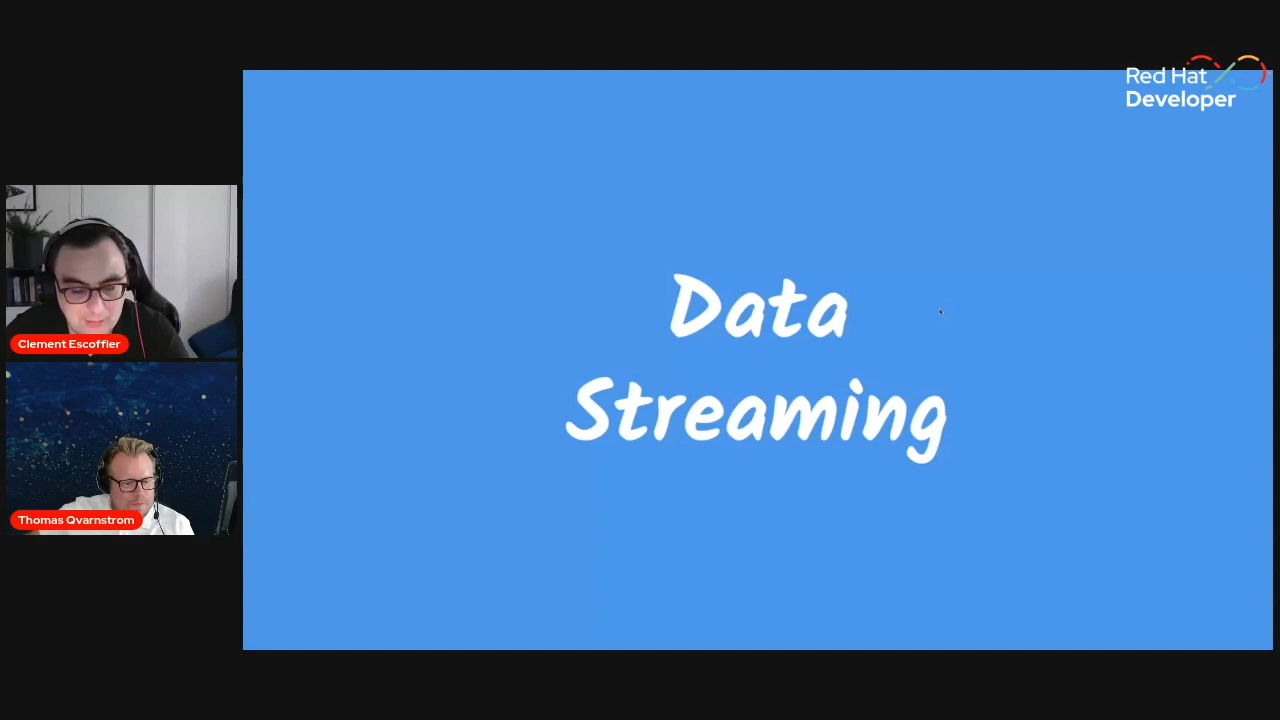 Red Hat
Developer
Data
Streaming
Clement Escoffier
Thomas Qvarnstrom